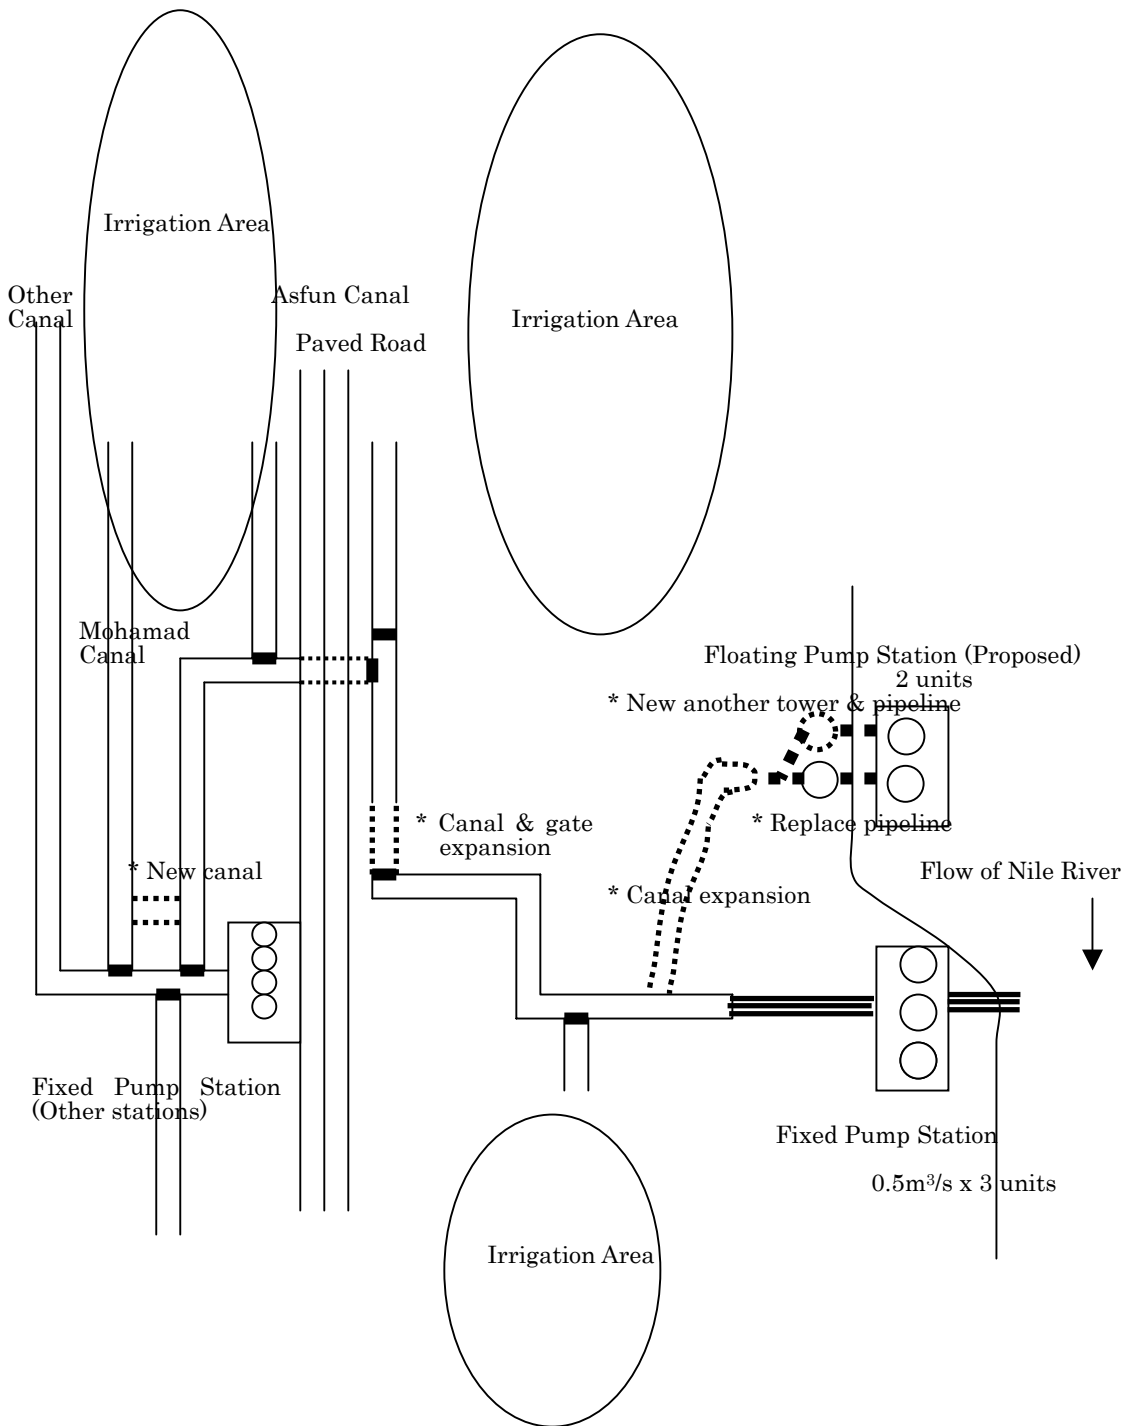 Irrigation Area
Other
Canal
Asfun Canal
Irrigation Area
Paved Road
Mohamad
Canal
Floating Pump Station (Proposed)
2 units
* New another tower & pipeline
* Canal & gate
expansion
* Replace pipeline
* New canal
Flow of Nile River
* Canal expansion
Fixed Pump Station
(Other stations)
Fixed Pump Station
0.5m³/s x 3 units
Irrigation Area